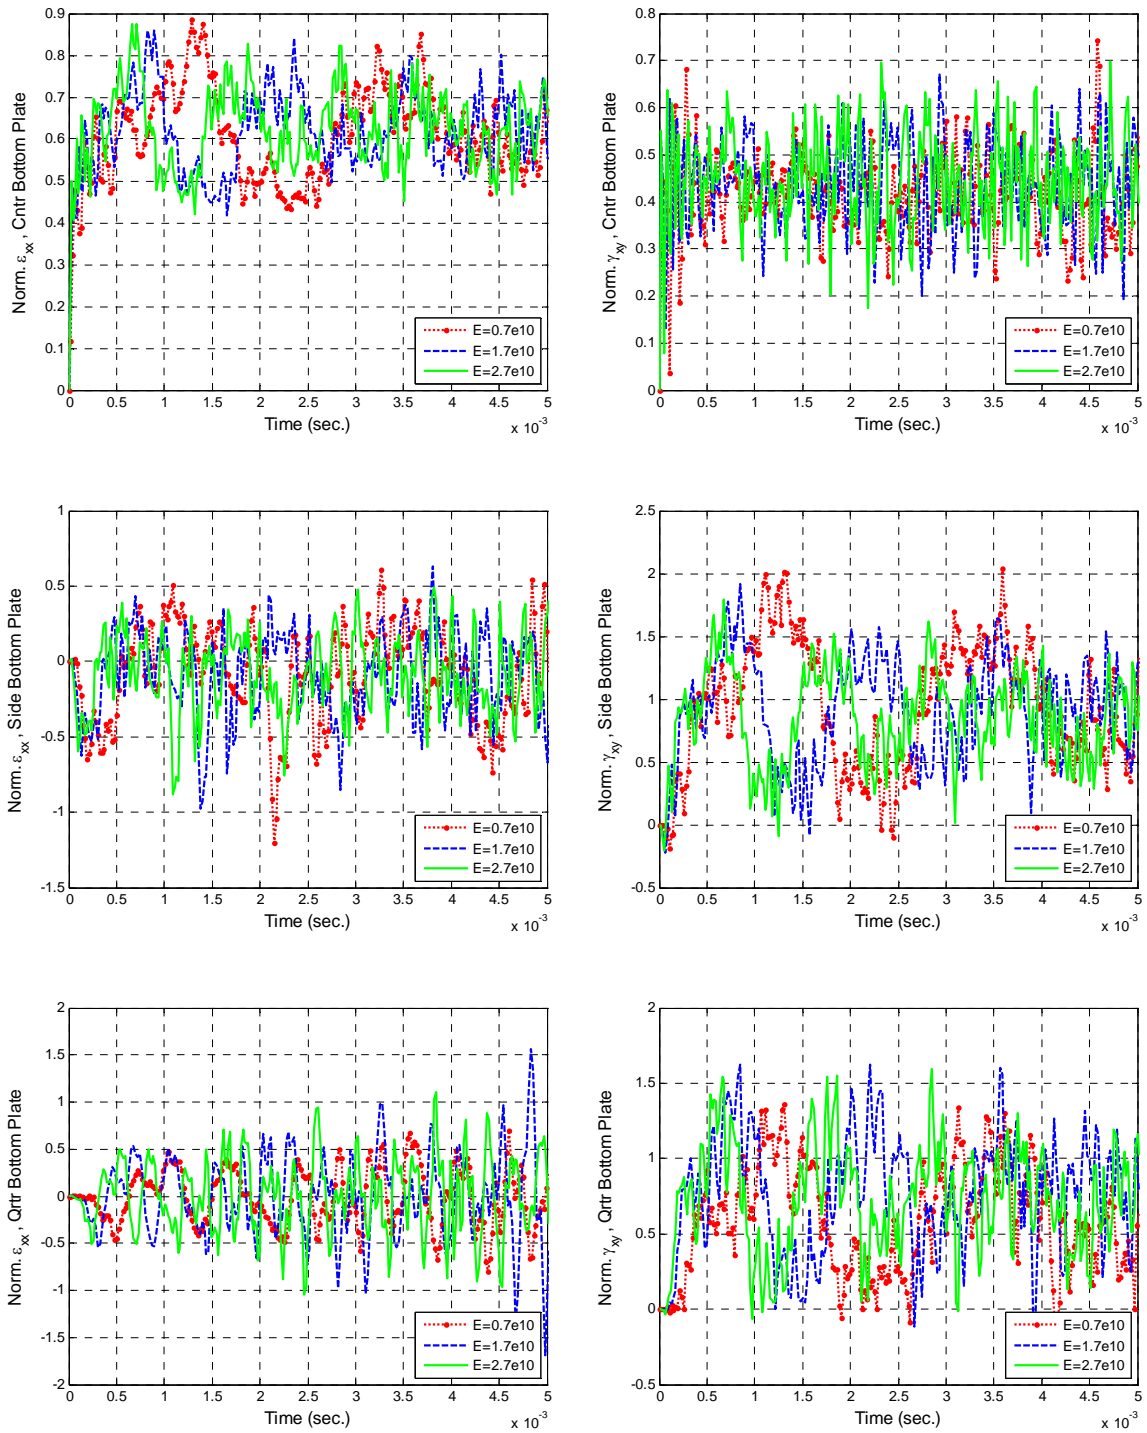 0.9
0.8
0.7
0.6
0.5
0.4
0.3
0.2
0.1
0
Norm. εxx , Cntr Bottom Plate
E=0.7e10
E=1.7e10
E=2.7e10
0 0.5 1 1.5 2 2.5 3 3.5 4 4.5 5
Time (sec.)
x 10-3
0.8
0.7
0.6
0.5
0.4
0.3
0.2
0.1
0
Norm. γxy , Cntr Bottom Plate
E=0.7e10
E=1.7e10
E=2.7e10
0 0.5 1 1.5 2 2.5 3 3.5 4 4.5 5
Time (sec.)
x 10-3
1
0.5
0
-0.5
-1
-1.5
Norm. εxx , Side Bottom Plate
E=0.7e10
E=1.7e10
E=2.7e10
0 0.5 1 1.5 2 2.5 3 3.5 4 4.5 5
Time (sec.)
x 10-3
2.5
2
1.5
1
0.5
0
-0.5
Norm. γxy , Side Bottom Plate
E=0.7e10
E=1.7e10
E=2.7e10
0 0.5 1 1.5 2 2.5 3 3.5 4 4.5 5
Time (sec.)
x 10-3
2
1.5
1
0.5
0
-0.5
-1
-1.5
-2
Norm. εxx , Qrtr Bottom Plate
E=0.7e10
E=1.7e10
E=2.7e10
0 0.5 1 1.5 2 2.5 3 3.5 4 4.5 5
Time (sec.)
x 10-3
2
1.5
1
0.5
0
-0.5
Norm. γxy, Qrtr Bottom Plate
E=0.7e10
E=1.7e10
E=2.7e10
0 0.5 1 1.5 2 2.5 3 3.5 4 4.5 5
Time (sec.)
x 10-3